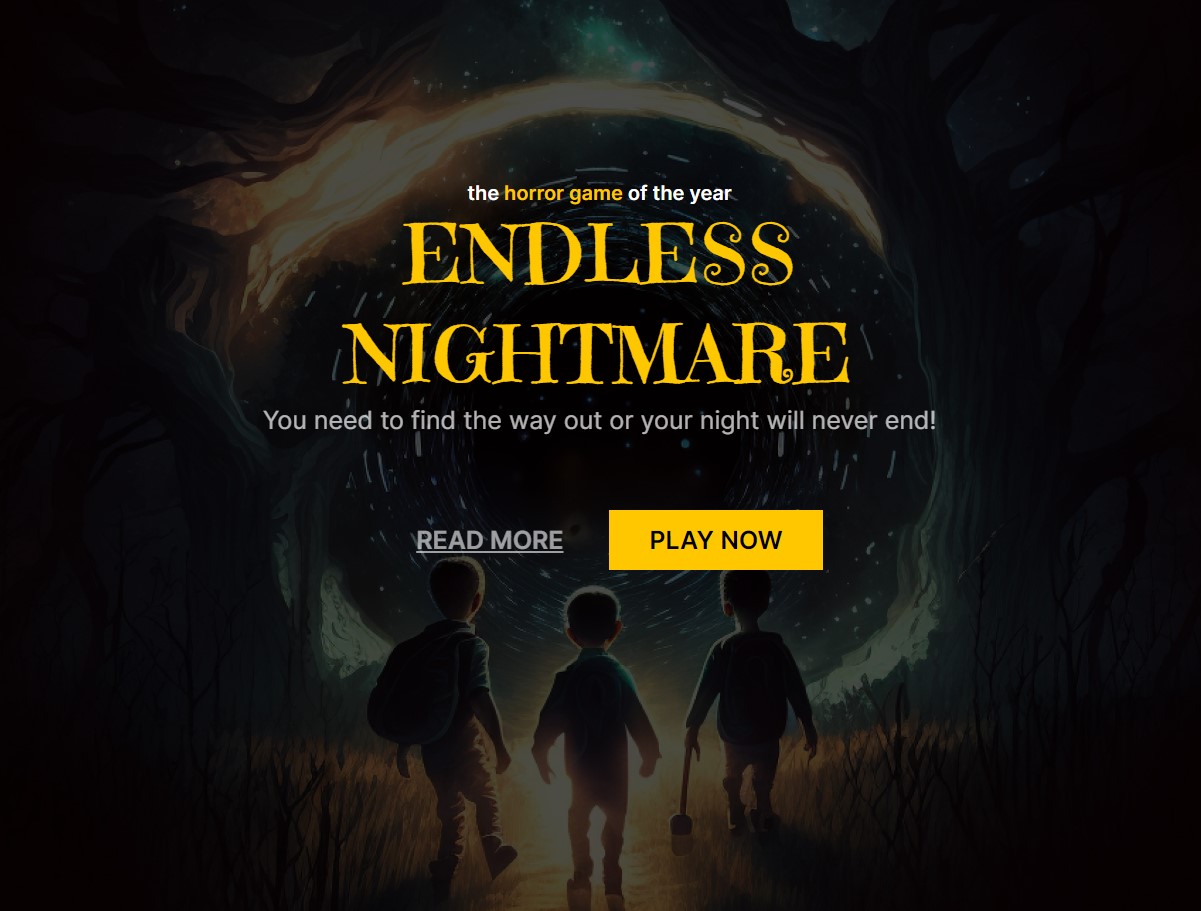 the horror game of the year
ENDLESS
NIGHTMARE
You need to find the way out or your night will never end!
READ MORE
PLAY NOW